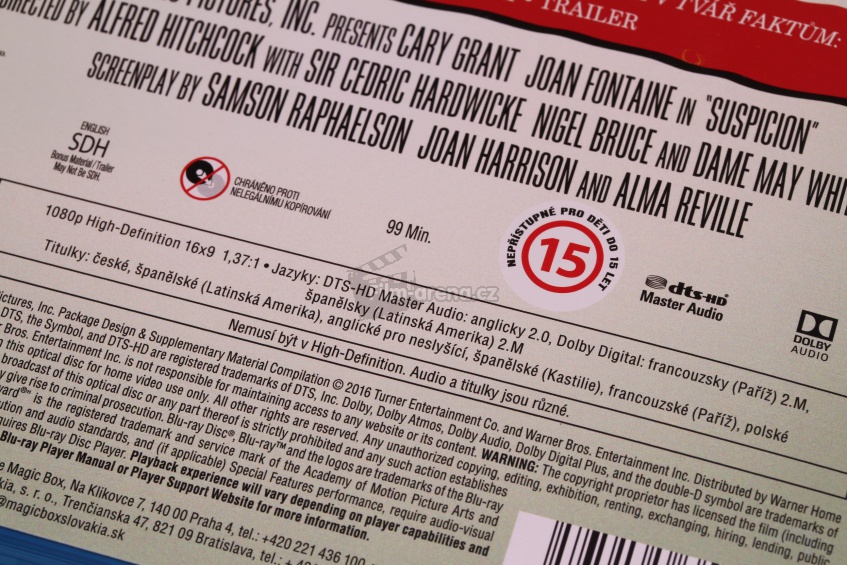 V TVÁŘ FAKTŮM:
TRAILER
PICTURES, INC. PRESENTS CARY GRANT JOAN FONTAINE IN "SUSPICION"
DIRECTED BY ALFRED HITCHCOCK WITH SIR CEDRIC HARDWICKE NIGEL BRUCE AND DAME MAY WHI
SCREENPLAY BY SAMSON RAPHAELSON JOAN HARRISON AND ALMA REVILLE
ENGLISH
SDH
Bonus Material/Trailer
May Not Be SDH.
CHRÁNĚNO PROTI
NELEGÁLNÍMU KOPÍROVÁNÍ
99 Min.
NEPŘÍSTUPNÉ PRO DĚTI DO 15 LET
15
dts-HD
Master Audio
DOLBY
AUDIO
film-arena.cz
1080p High-Definition 16x9 1,37:1 • Jazyky: DTS-HD Master Audio: anglicky 2.0, Dolby Digital: francouzsky (Paříž) 2.M,
španělsky (Latinská Amerika) 2.M
Titulky: české, španělské (Latinská Amerika), anglické pro neslyšící, španělské (Kastilie), francouzské (Paříž), polské
Nemusí být v High-Definition. Audio a titulky jsou různé.
ictures, Inc. Package Design & Supplementary Material Compilation © 2016 Turner Entertainment Co. and Warner Bros. Entertainment Inc. Distributed by Warner Home
DTS, the Symbol, and DTS-HD are registered trademarks of DTS, Inc. Dolby, Dolby Atmos, Dolby Audio, Dolby Digital Plus, and the double-D symbol are trademarks of
r Bros. Entertainment Inc. is not responsible for maintaining access to any website or its content. WARNING: The copyright proprietor has licensed the film (including
this optical disc for home video use only. All other rights are reserved. Any unauthorized copying, editing, exhibition, renting, exchanging, hiring, lending, public
broadcast of this optical disc or any part thereof is strictly prohibited and any such action establishes
y give rise to criminal prosecution. Blu-ray Disc®, Blu-ray™ and the logos are trademarks of the Blu-ray
is the registered trademark and service mark of the Academy of Motion Picture Arts and
ution and audio standards, and (if applicable) Special Features performance, require audio-visual
quires Blu-ray Disc Player. Playback experience will vary depending on player capabilities and
Blu-ray Player Manual or Player Support Website for more information.
e Magic Box, Na Klikovce 7, 140 00 Praha 4, tel.: +420 221 436 100
a, s. r. o., Trenčianska 47, 821 09 Bratislava, tel.: +420
@magicboxslovakia.sk